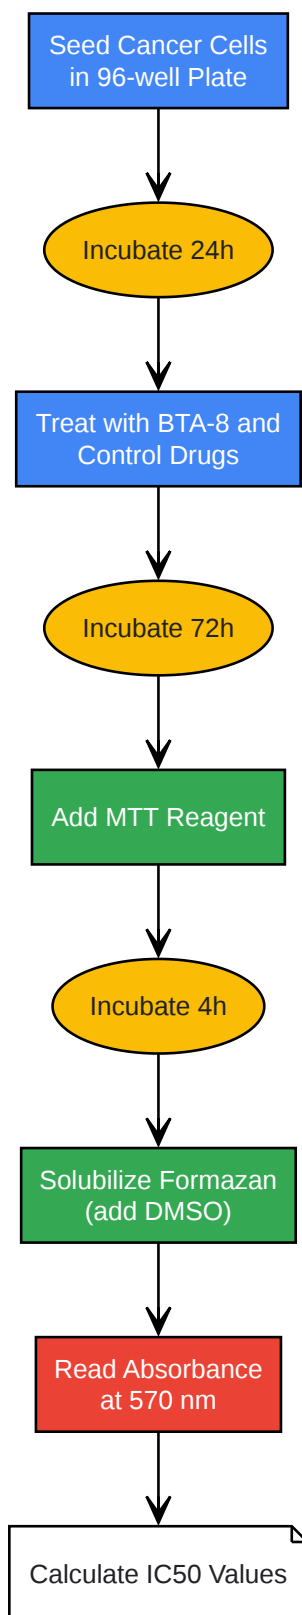 Seed Cancer Cells
in 96-well Plate
Incubate 24h
Treat with BTA-8 and
Control Drugs
Incubate 72h
Add MTT Reagent
Incubate 4h
Solubilize Formazan
(add DMSO)
Read Absorbance
at 570 nm
Calculate IC50 Values